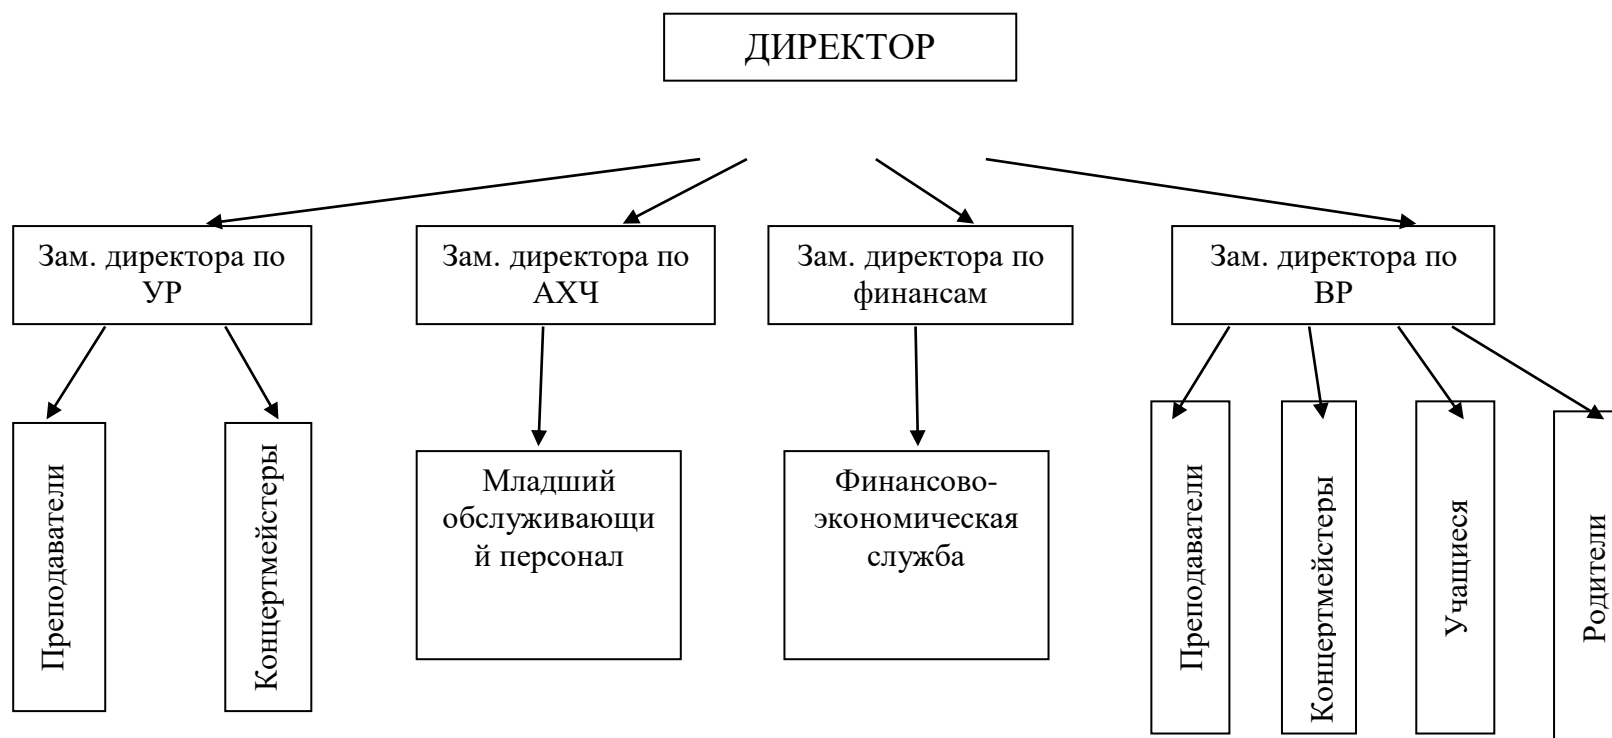 ДИРЕКТОР
Зам. директора по
УР
Зам. директора по
АХЧ
Зам. директора по
финансам
Зам. директора по
ВР
Преподаватели
Концертмейстеры
Младший
обслуживающи
й персонал
Финансово-
экономическая
служба
Преподаватели
Концертмейстеры
Учащиеся
Родители